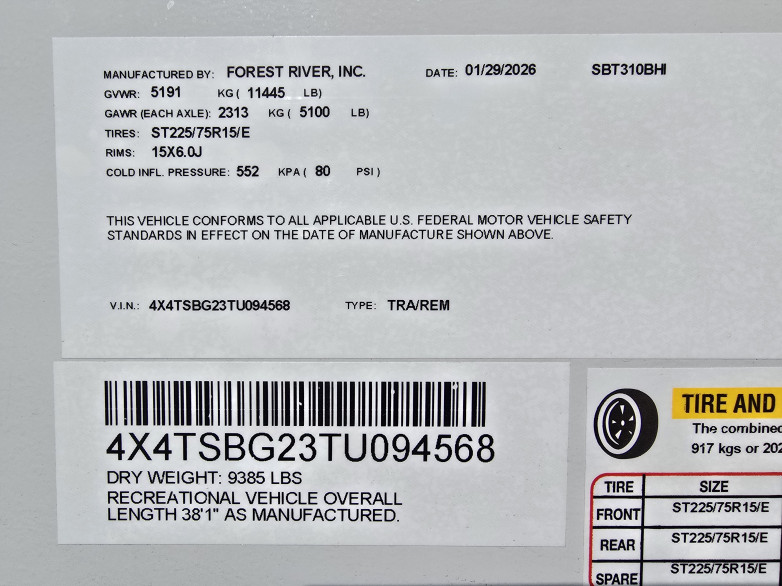 MANUFACTURED BY: FOREST RIVER, INC. DATE: 01/29/2026 SBT310BHI
GVWR: 5191 KG ( 11445 LB)
GAWR (EACH AXLE): 2313 KG ( 5100 LB)
TIRES: ST225/75R15/E
RIMS: 15X6.0J
COLD INFL. PRESSURE: 552 KPA ( 80 PSI )
THIS VEHICLE CONFORMS TO ALL APPLICABLE U.S. FEDERAL MOTOR VEHICLE SAFETY
STANDARDS IN EFFECT ON THE DATE OF MANUFACTURE SHOWN ABOVE.
V.I.N.: 4X4TSBG23TU094568 TYPE: TRA/REM
4X4TSBG23TU094568
DRY WEIGHT: 9385 LBS
RECREATIONAL VEHICLE OVERALL
LENGTH 38'1" AS MANUFACTURED.
TIRE AND
The combined
917 kgs or 202
TIRE SIZE
FRONT ST225/75R15/E
REAR ST225/75R15/E
SPARE ST225/75R15/E